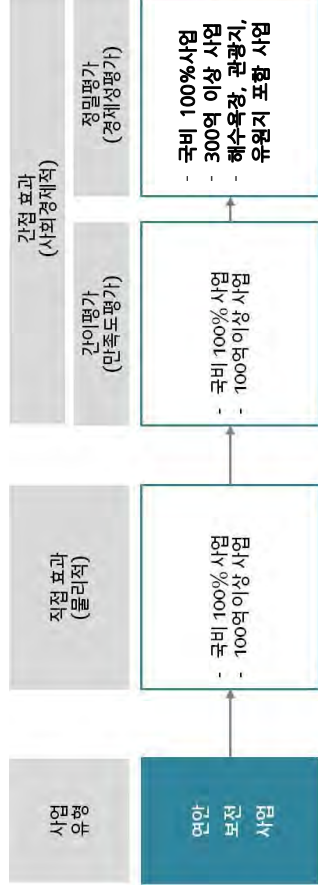 사업
유형
직접 효과
(물리적)
간접 효과
(사회경제적)
간이평가
(만족도평가)
정밀평가
(경제성평가)
연안
보전
사업
- 국비 100% 사업
- 100억이상 사업
- 국비 100% 사업
- 100억이상 사업
- 국비 100%사업
- 300억 이상 사업
- 해수욕장, 관광지,
유원지 포함 사업